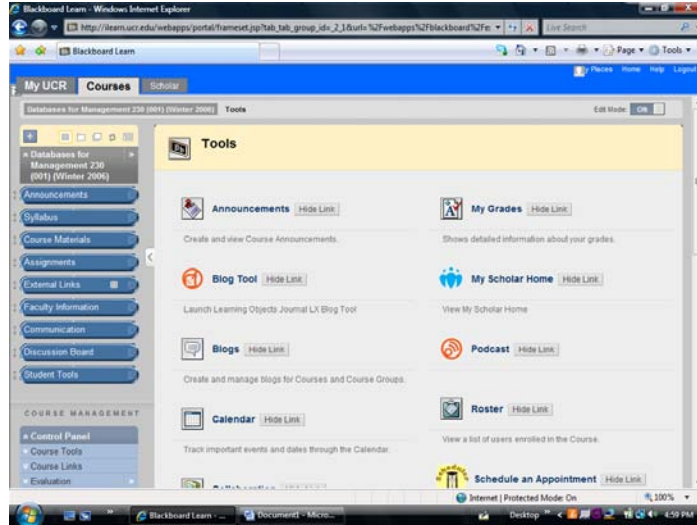 Blackboard Learn - Windows Internet Explorer
http://ilearn.ucr.edu/webapps/portal/frameset.jsp?tab_tab_group_id=_2_1&url=%2Fwebapps%2Fblackboard%2Fe
Live Search
Blackboard Learn
Page
Tools
My Places Home Help Logout
My UCR Courses Scholar
Databases for Management 230 (001) (Winter 2006) Tools
Edit Mode: ON
Databases for
Management 230
(001) (Winter 2006)
Announcements
Syllabus
Course Materials
Assignments
External Links
Faculty Information
Communication
Discussion Board
Student Tools
COURSE MANAGEMENT
Control Panel
Course Tools
Course Links
Evaluation
Tools
Announcements Hide Link
Create and view Course Announcements.
My Grades Hide Link
Shows detailed information about your grades.
Blog Tool Hide Link
Launch Learning Objects Journal LX Blog Tool
My Scholar Home Hide Link
View My Scholar Home
Blogs Hide Link
Create and manage blogs for Courses and Course Groups.
Podcast Hide Link
Calendar Hide Link
Track important events and dates through the Calendar.
Roster Hide Link
View a list of users enrolled in the Course.
Schedule an Appointment Hide Link
Internet | Protected Mode: On
100%
Blackboard Learn - ...
Document1 - Micro...
Desktop
4:59 PM